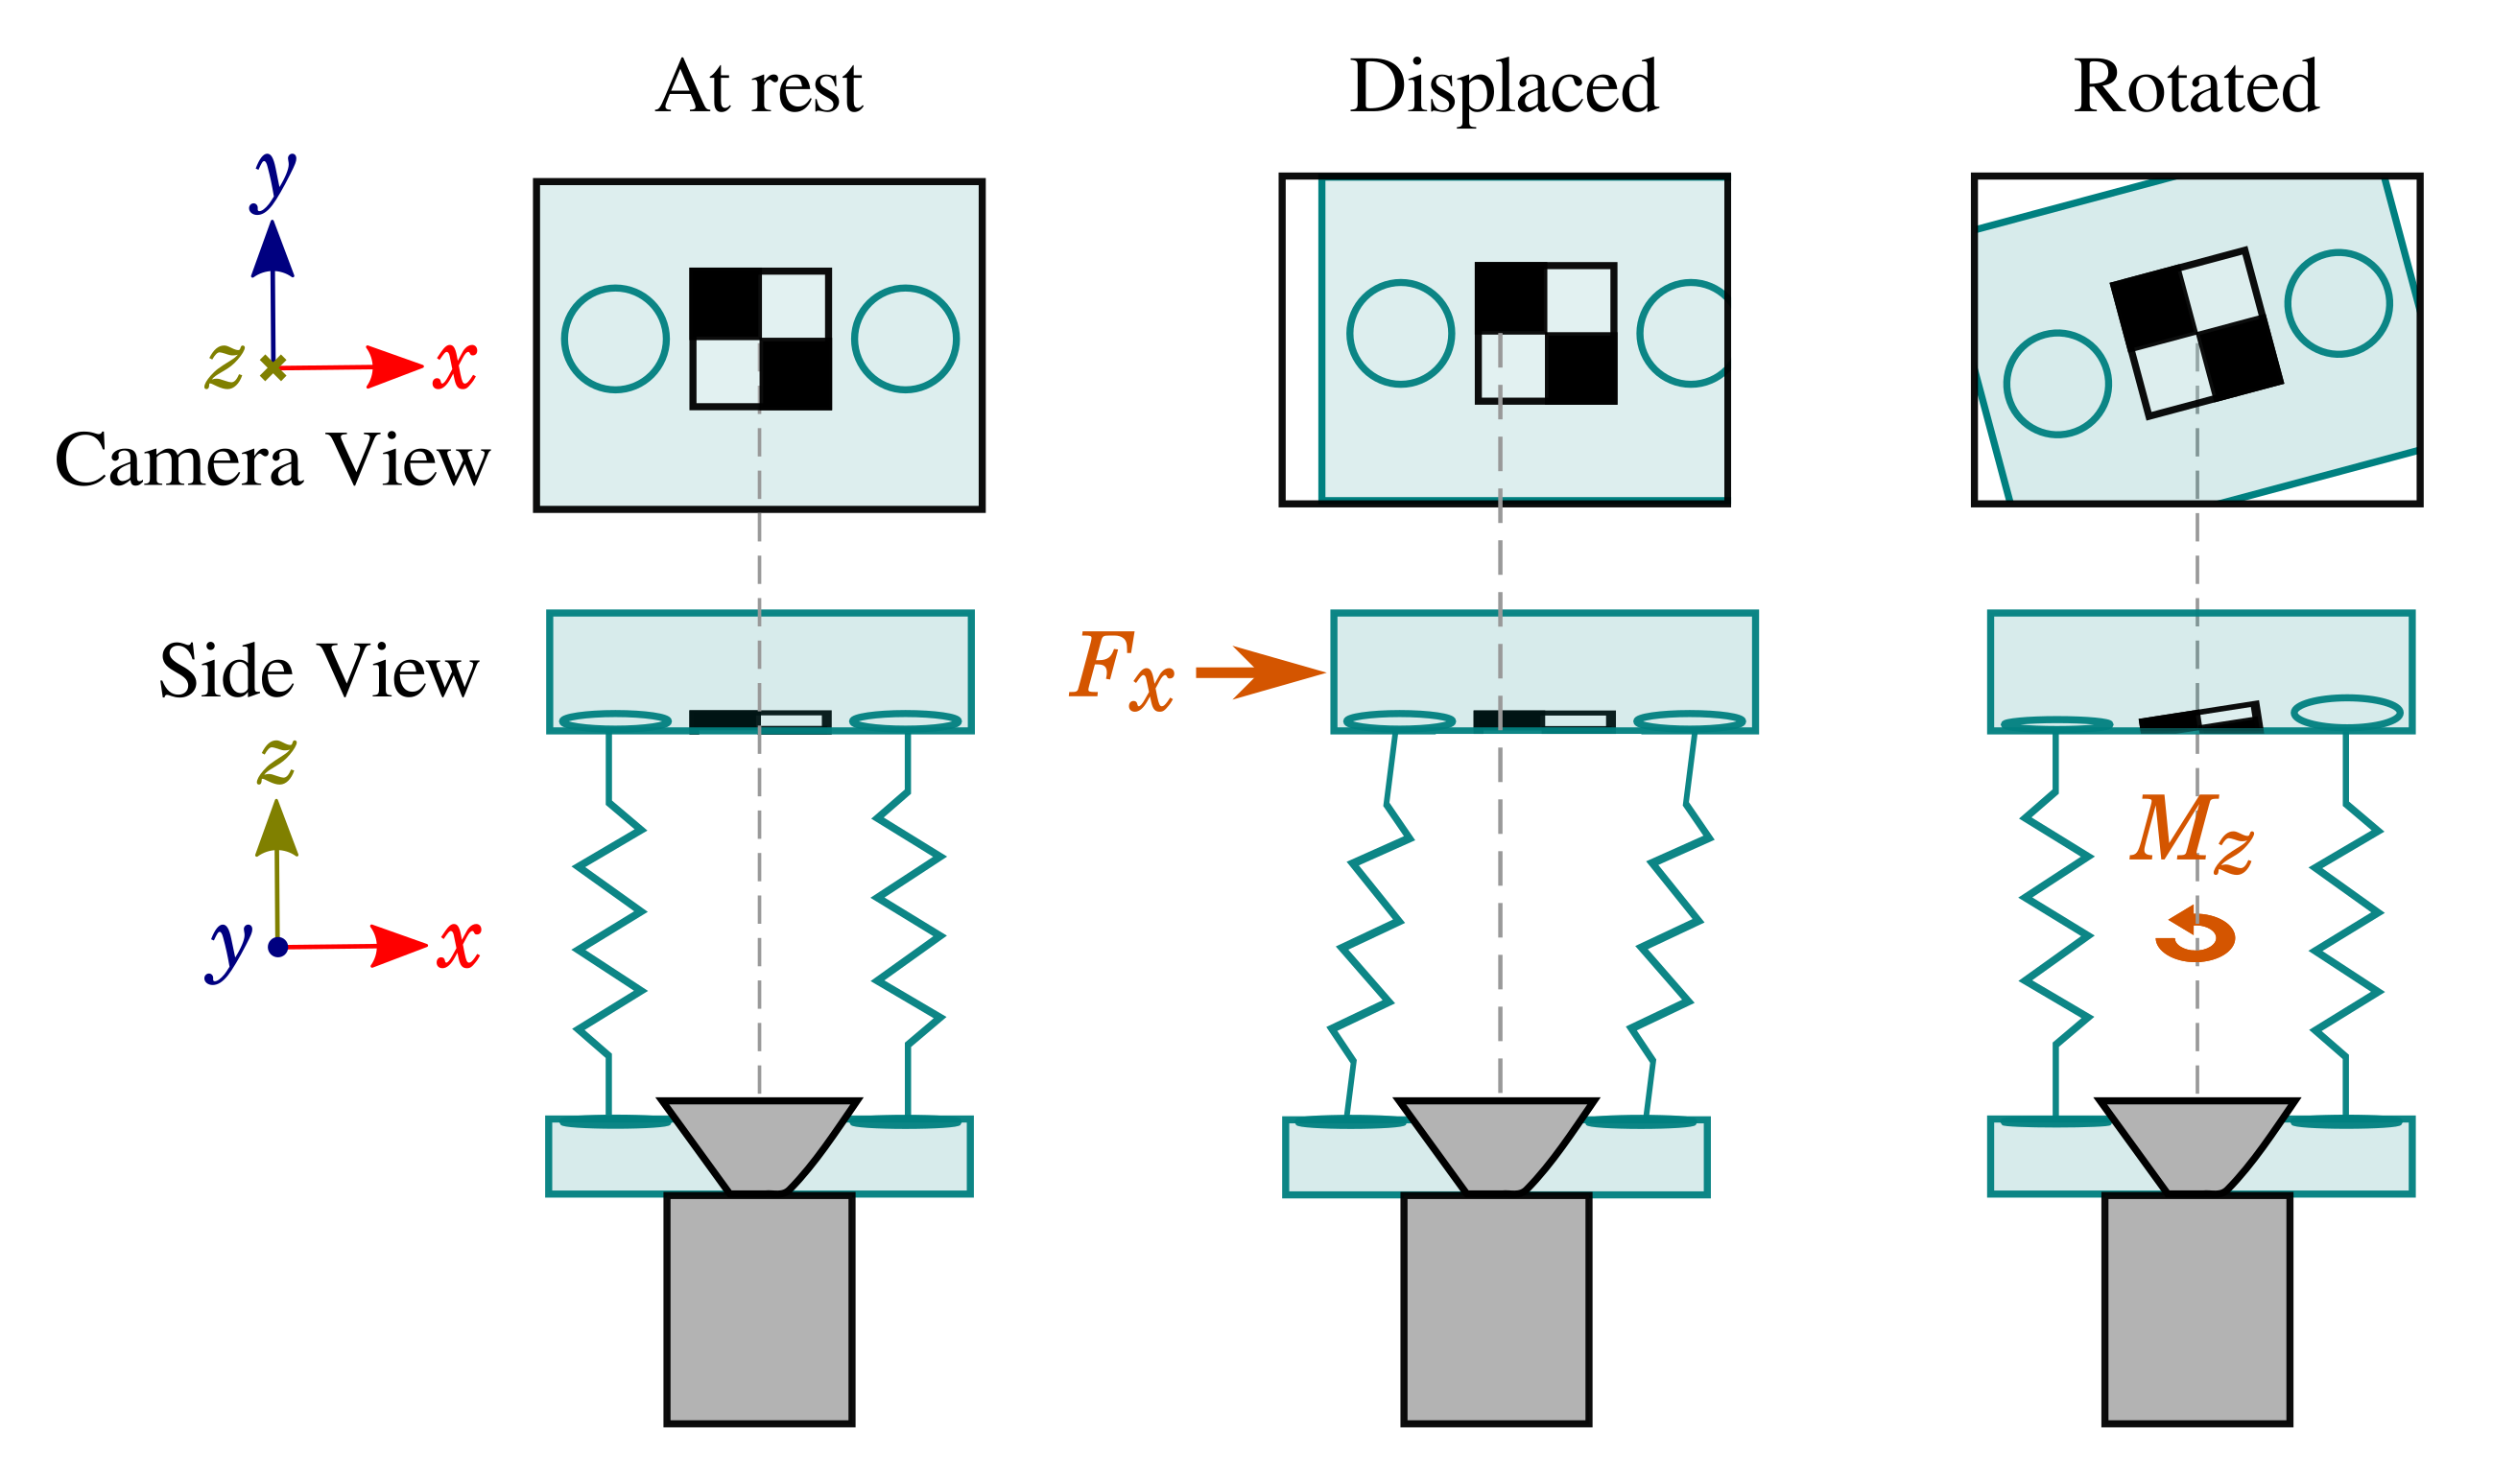 At rest
Displaced
Rotated
y
z
x
Camera View
Side View
F_x
z
M_z
y
x